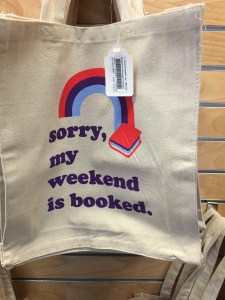 sorry,
my
weekend
is booked.